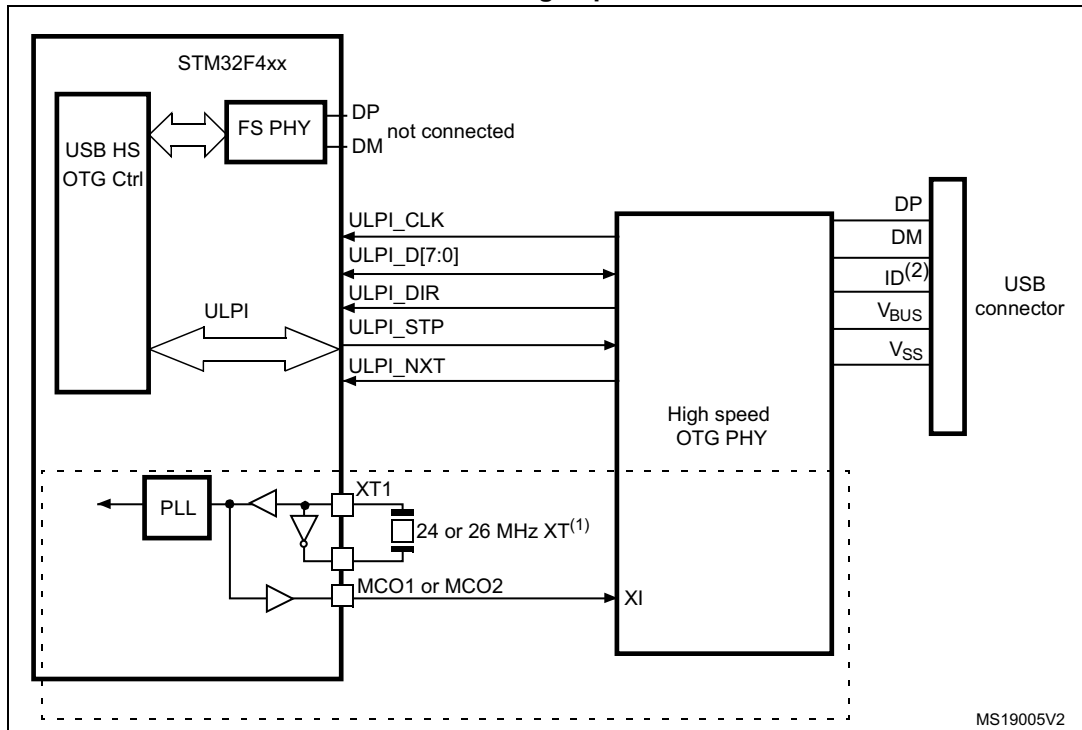 STM32F4xx
FS PHY
DP
DM
not connected
USB HS
OTG Ctrl
ULPI_CLK
ULPI_D[7:0]
ULPI_DIR
ULPI
ULPI_STP
ULPI_NXT
DP
DM
ID(2)
VBUS
VSS
USB
connector
High speed
OTG PHY
PLL
XT1
24 or 26 MHz XT(1)
MCO1 or MCO2
XI
MS19005V2